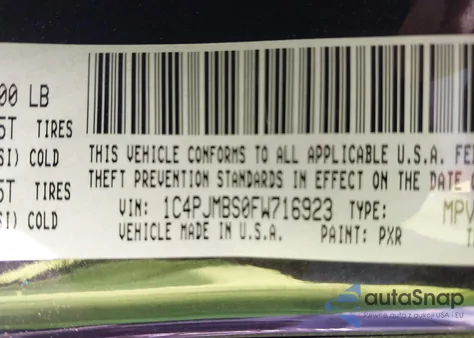 00 LB
5T TIRES
SI) COLD
5T TIRES
SI) COLD
THIS VEHICLE CONFORMS TO ALL APPLICABLE U.S.A. FE
THEFT PREVENTION STANDARDS IN EFFECT ON THE DATE
VIN: 1C4PJMBS0FW716923 TYPE: MPV
VEHICLE MADE IN U.S.A. PAINT: PXR
autoSnap